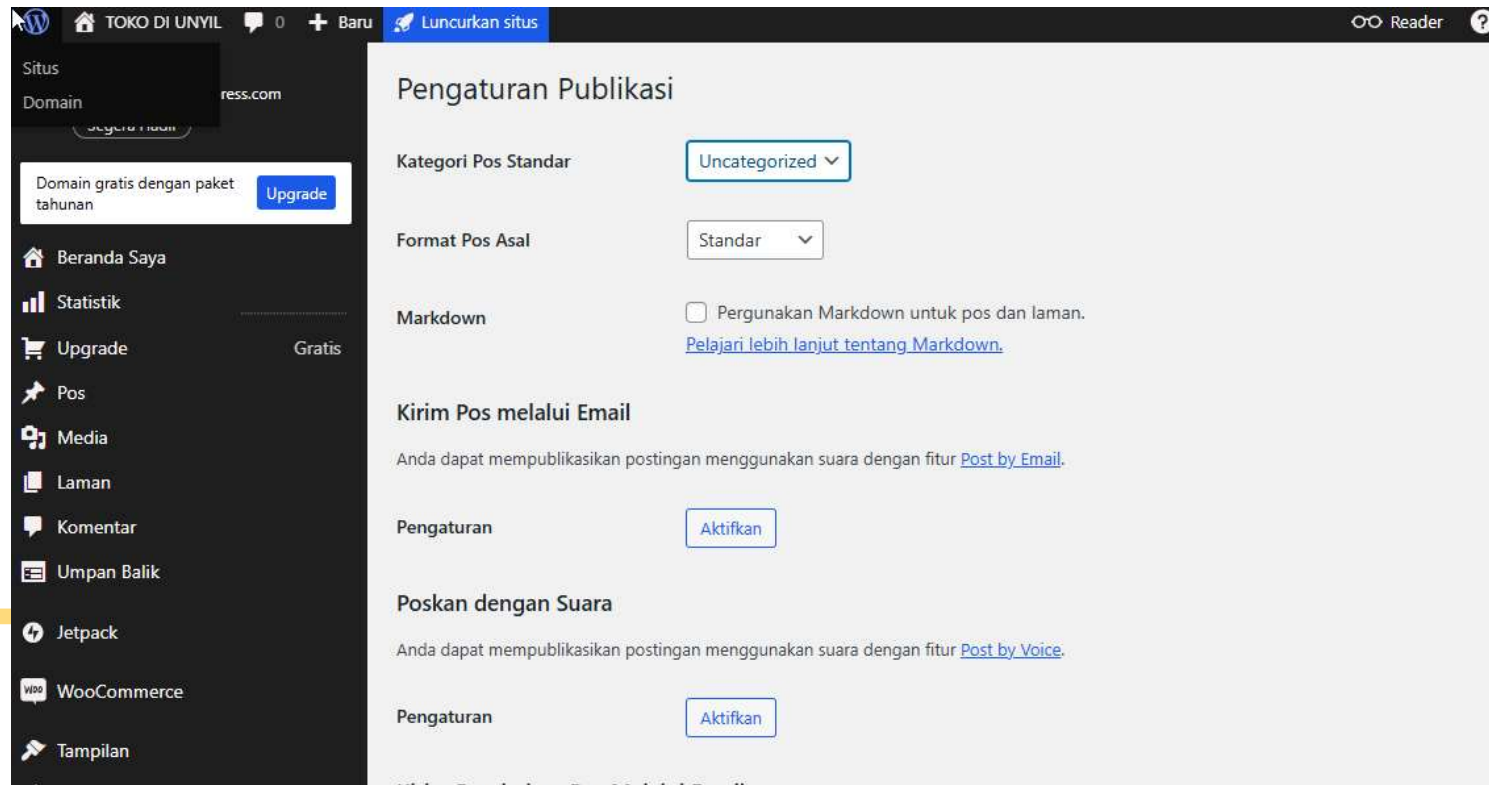 TOKO DI UNYIL 0 + Baru Luncurkan situs Reader ?
Situs
Domain
ress.com
Segera Hadir
Domain gratis dengan paket
tahunan
Upgrade
Beranda Saya
Statistik
Upgrade Gratis
Pos
Media
Laman
Komentar
Umpan Balik
Jetpack
WOO WooCommerce
Tampilan
Pengaturan Publikasi
Kategori Pos Standar Uncategorized
Format Pos Asal Standar
Markdown Pergunakan Markdown untuk pos dan laman.
Pelajari lebih lanjut tentang Markdown.
Kirim Pos melalui Email
Anda dapat mempublikasikan postingan menggunakan suara dengan fitur Post by Email.
Pengaturan Aktifkan
Poskan dengan Suara
Anda dapat mempublikasikan postingan menggunakan suara dengan fitur Post by Voice.
Pengaturan Aktifkan